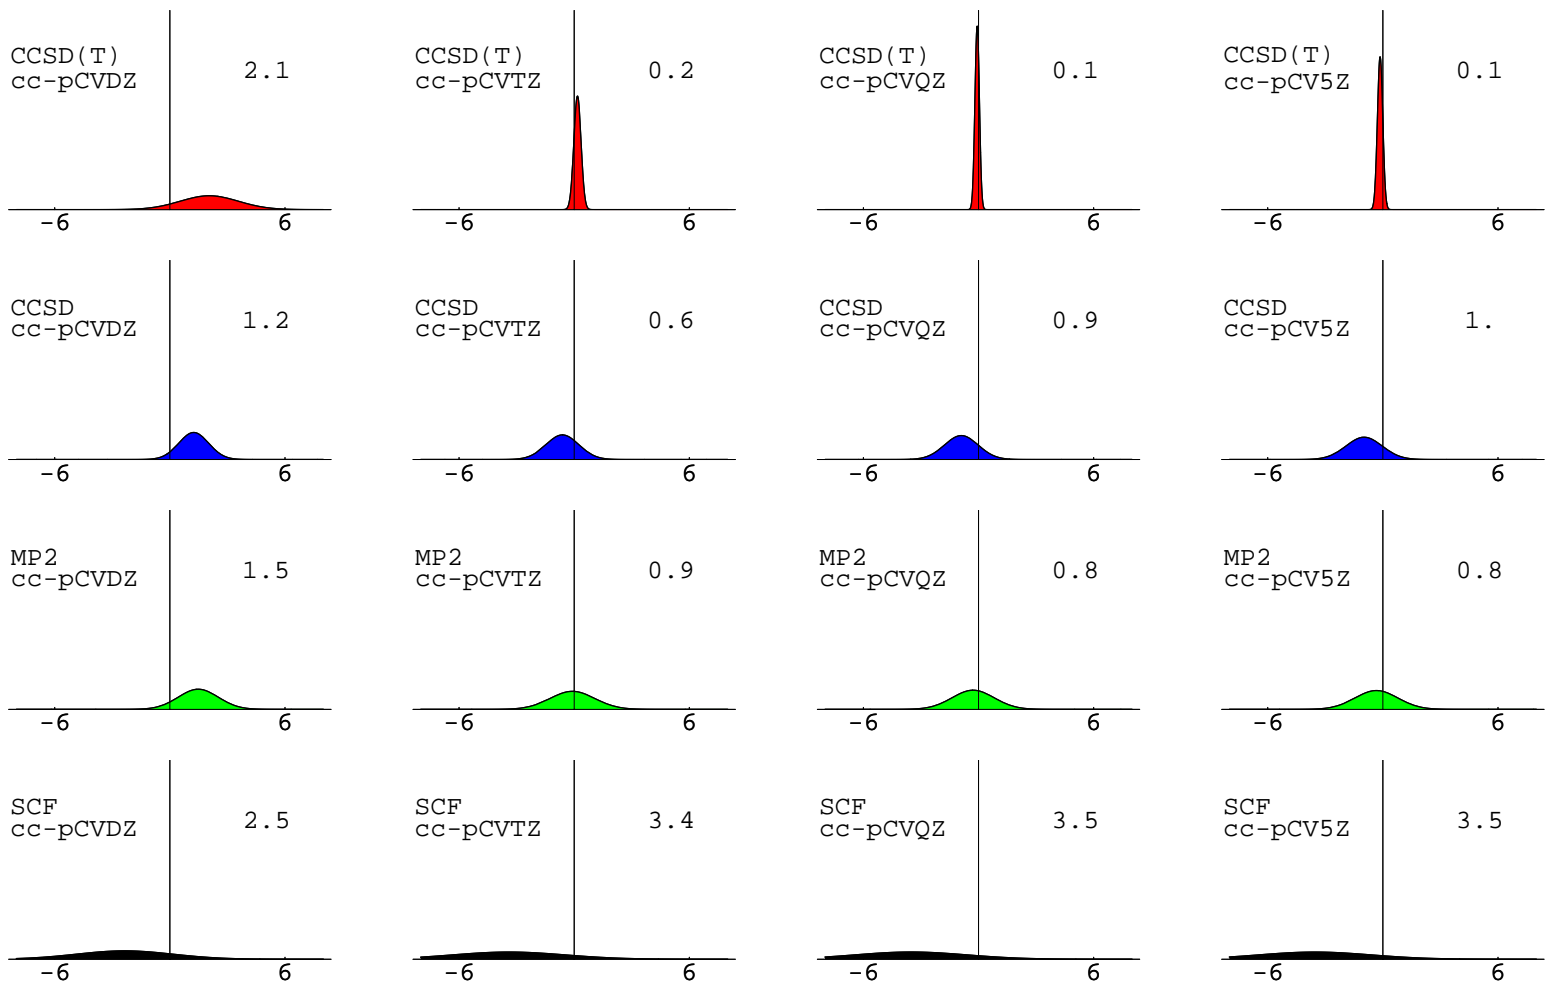 CCSD(T)
cc-pCVDZ
2.1
-6
6
CCSD(T)
cc-pCVTZ
0.2
-6
6
CCSD(T)
cc-pCVQZ
0.1
-6
6
CCSD(T)
cc-pCV5Z
0.1
-6
6
CCSD
cc-pCVDZ
1.2
-6
6
CCSD
cc-pCVTZ
0.6
-6
6
CCSD
cc-pCVQZ
0.9
-6
6
CCSD
cc-pCV5Z
1.
-6
6
MP2
cc-pCVDZ
1.5
-6
6
MP2
cc-pCVTZ
0.9
-6
6
MP2
cc-pCVQZ
0.8
-6
6
MP2
cc-pCV5Z
0.8
-6
6
SCF
cc-pCVDZ
2.5
-6
6
SCF
cc-pCVTZ
3.4
-6
6
SCF
cc-pCVQZ
3.5
-6
6
SCF
cc-pCV5Z
3.5
-6
6